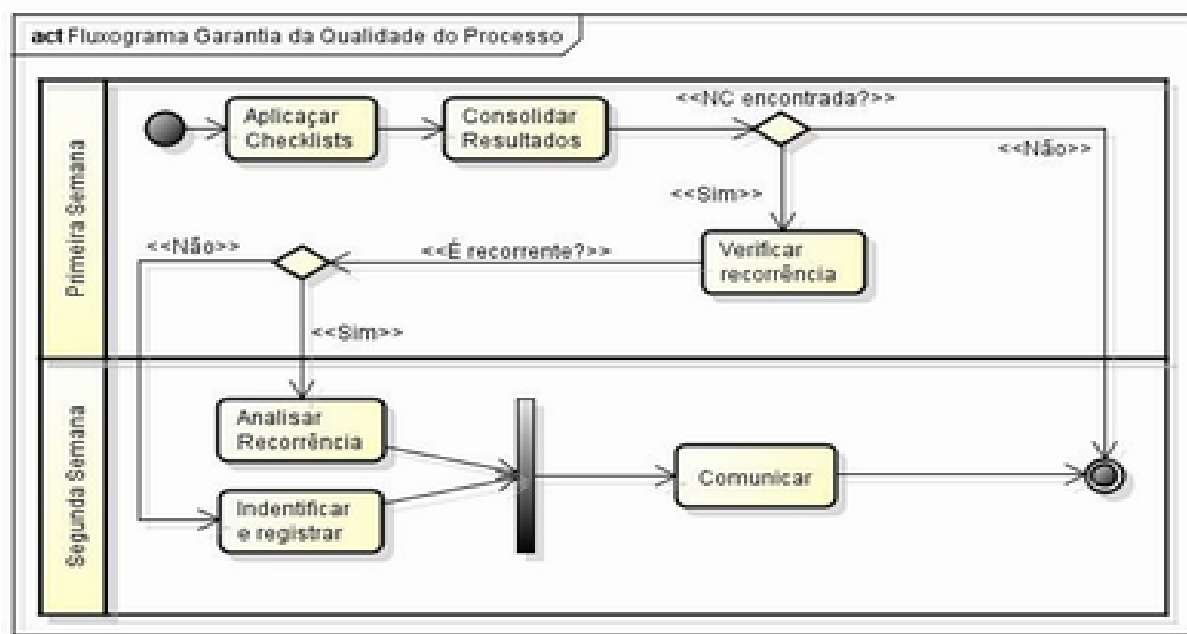 act Fluxograma Garantia da Qualidade do Processo
Primeira Semana
Aplicaçar
Checklists
Consolidar
Resultados
<<NC encontrada?>>
<<Não>>
<<Sim>>
Verificar
recorrência
<<É recorrente?>>
<<Não>>
<<Sim>>
Segunda Semana
Analisar
Recorrência
Indentificar
e registrar
Comunicar